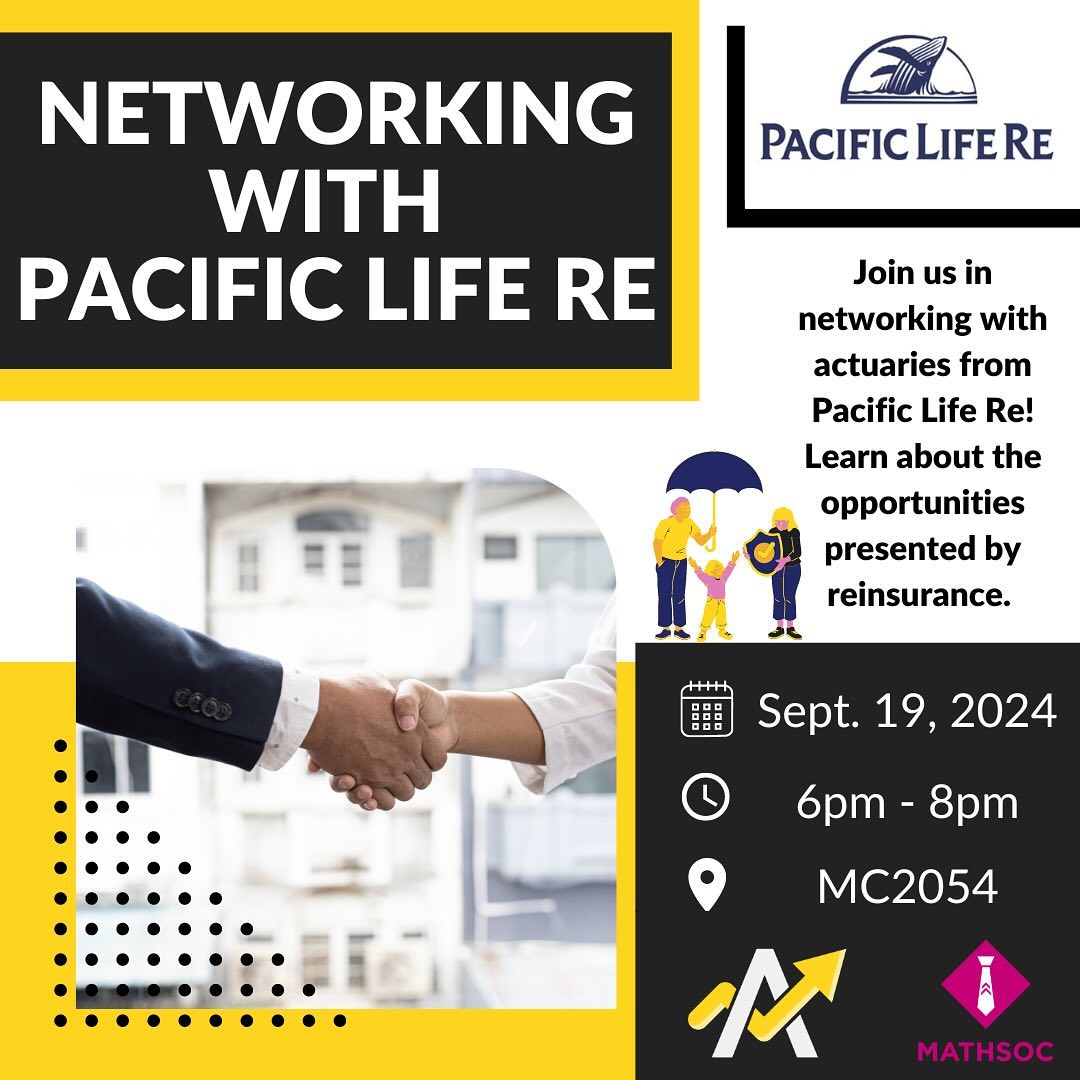 NETWORKING
WITH
PACIFIC LIFE RE
PACIFIC LIFE RE
Join us in
networking with
actuaries from
Pacific Life Re!
Learn about the
opportunities
presented by
reinsurance.
Sept. 19, 2024
6pm - 8pm
MC2054
MATHSOC